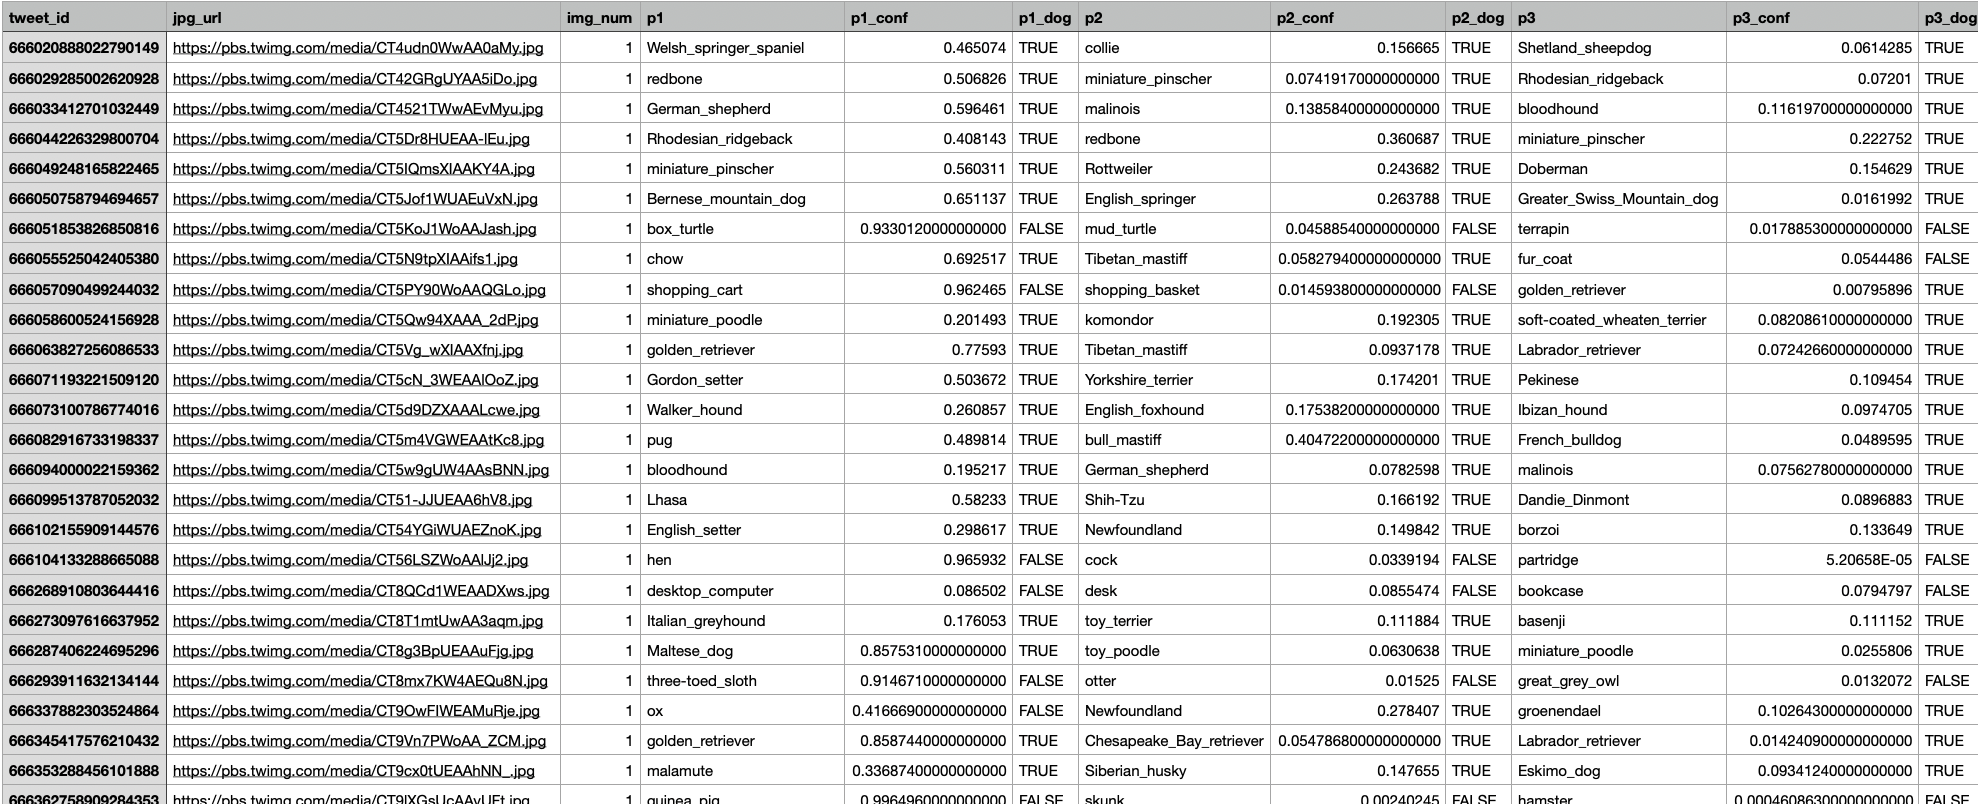 tweet_id jpg_url img_num p1 p1_conf p1_dog p2 p2_conf p2_dog p3 p3_conf p3_dog
666020888022790149 https://pbs.twimg.com/media/CT4udn0WwAA0aMy.jpg 1 Welsh_springer_spaniel 0.465074 TRUE collie 0.156665 TRUE Shetland_sheepdog 0.0614285 TRUE
666029285002620928 https://pbs.twimg.com/media/CT42GRgUYAA5iDo.jpg 1 redbone 0.506826 TRUE miniature_pinscher 0.07419170000000000 TRUE Rhodesian_ridgeback 0.07201 TRUE
666033412701032449 https://pbs.twimg.com/media/CT4521TWwAEvMyu.jpg 1 German_shepherd 0.596461 TRUE malinois 0.13858400000000000 TRUE bloodhound 0.11619700000000000 TRUE
666044226329800704 https://pbs.twimg.com/media/CT5Dr8HUEAA-lEu.jpg 1 Rhodesian_ridgeback 0.408143 TRUE redbone 0.360687 TRUE miniature_pinscher 0.222752 TRUE
666049248165822465 https://pbs.twimg.com/media/CT5IQmsXIAAKY4A.jpg 1 miniature_pinscher 0.560311 TRUE Rottweiler 0.243682 TRUE Doberman 0.154629 TRUE
666050758794694657 https://pbs.twimg.com/media/CT5Jof1WUAEuVxN.jpg 1 Bernese_mountain_dog 0.651137 TRUE English_springer 0.263788 TRUE Greater_Swiss_Mountain_dog 0.0161992 TRUE
666051853826850816 https://pbs.twimg.com/media/CT5KoJ1WoAAJash.jpg 1 box_turtle 0.9330120000000000 FALSE mud_turtle 0.04588540000000000 FALSE terrapin 0.017885300000000000 FALSE
666055525042405380 https://pbs.twimg.com/media/CT5N9tpXIAAifs1.jpg 1 chow 0.692517 TRUE Tibetan_mastiff 0.058279400000000000 TRUE fur_coat 0.0544486 FALSE
666057090499244032 https://pbs.twimg.com/media/CT5PY90WoAAQGLo.jpg 1 shopping_cart 0.962465 FALSE shopping_basket 0.014593800000000000 FALSE golden_retriever 0.00795896 TRUE
666058600524156928 https://pbs.twimg.com/media/CT5Qw94XAAA_2dP.jpg 1 miniature_poodle 0.201493 TRUE komondor 0.192305 TRUE soft-coated_wheaten_terrier 0.08208610000000000 TRUE
666063827256086533 https://pbs.twimg.com/media/CT5Vg_wXIAAXfnj.jpg 1 golden_retriever 0.77593 TRUE Tibetan_mastiff 0.0937178 TRUE Labrador_retriever 0.07242660000000000 TRUE
666071193221509120 https://pbs.twimg.com/media/CT5cN_3WEAAlOoZ.jpg 1 Gordon_setter 0.503672 TRUE Yorkshire_terrier 0.174201 TRUE Pekinese 0.109454 TRUE
666073100786774016 https://pbs.twimg.com/media/CT5d9DZXAAALcwe.jpg 1 Walker_hound 0.260857 TRUE English_foxhound 0.17538200000000000 TRUE Ibizan_hound 0.0974705 TRUE
666082916733198337 https://pbs.twimg.com/media/CT5m4VGWEAAtKc8.jpg 1 pug 0.489814 TRUE bull_mastiff 0.40472200000000000 TRUE French_bulldog 0.0489595 TRUE
666094000022159362 https://pbs.twimg.com/media/CT5w9gUW4AAsBNN.jpg 1 bloodhound 0.195217 TRUE German_shepherd 0.0782598 TRUE malinois 0.07562780000000000 TRUE
666099513787052032 https://pbs.twimg.com/media/CT51-JJUEAA6hV8.jpg 1 Lhasa 0.58233 TRUE Shih-Tzu 0.166192 TRUE Dandie_Dinmont 0.0896883 TRUE
666102155909144576 https://pbs.twimg.com/media/CT54YGiWUAEZnoK.jpg 1 English_setter 0.298617 TRUE Newfoundland 0.149842 TRUE borzoi 0.133649 TRUE
666104133288665088 https://pbs.twimg.com/media/CT56LSZWoAAlJj2.jpg 1 hen 0.965932 FALSE cock 0.0339194 FALSE partridge 5.20658E-05 FALSE
666268910803644416 https://pbs.twimg.com/media/CT8QCd1WEAADXws.jpg 1 desktop_computer 0.086502 FALSE desk 0.0855474 FALSE bookcase 0.0794797 FALSE
666273097616637952 https://pbs.twimg.com/media/CT8T1mtUwAA3aqm.jpg 1 Italian_greyhound 0.176053 TRUE toy_terrier 0.111884 TRUE basenji 0.111152 TRUE
666287406224695296 https://pbs.twimg.com/media/CT8g3BpUEAAuFjg.jpg 1 Maltese_dog 0.8575310000000000 TRUE toy_poodle 0.0630638 TRUE miniature_poodle 0.0255806 TRUE
666293911632134144 https://pbs.twimg.com/media/CT8mx7KW4AEQu8N.jpg 1 three-toed_sloth 0.9146710000000000 FALSE otter 0.01525 FALSE great_grey_owl 0.0132072 FALSE
666337882303524864 https://pbs.twimg.com/media/CT9OwFIWEAMuRje.jpg 1 ox 0.41666900000000000 FALSE Newfoundland 0.278407 TRUE groenendael 0.10264300000000000 TRUE
666345417576210432 https://pbs.twimg.com/media/CT9Vn7PWoAA_ZCM.jpg 1 golden_retriever 0.8587440000000000 TRUE Chesapeake_Bay_retriever 0.054786800000000000 TRUE Labrador_retriever 0.014240900000000000 TRUE
666353288456101888 https://pbs.twimg.com/media/CT9cx0tUEAAhNN_.jpg 1 malamute 0.33687400000000000 TRUE Siberian_husky 0.147655 TRUE Eskimo_dog 0.09341240000000000 TRUE
666362758909284353 https://pbs.twimg.com/media/CT9lXGsUcAAyUFt.jpg 1 guinea_pig 0.9964960000000000 FALSE skunk 0.00240245 FALSE hamster 0.000460863000000000 FALSE